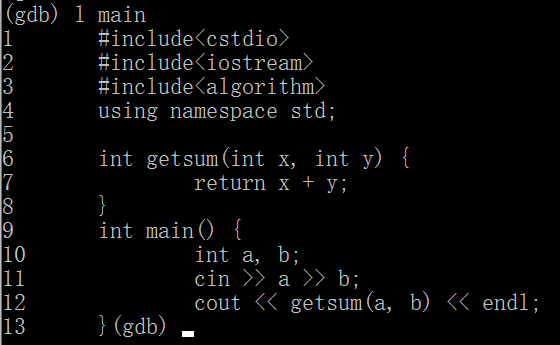 (gdb) l main
1       #include<cstdio>
2       #include<iostream>
3       #include<algorithm>
4       using namespace std;
5
6       int getsum(int x, int y) {
7               return x + y;
8       }
9       int main() {
10              int a, b;
11              cin >> a >> b;
12              cout << getsum(a, b) << endl;
13      }(gdb)